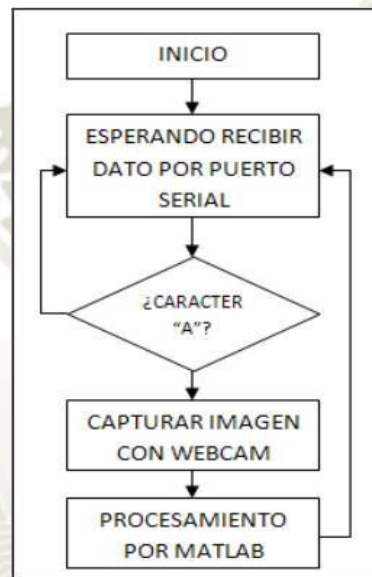 INICIO
ESPERANDO RECIBIR
DATO POR PUERTO
SERIAL
¿CARACTER
“A”?
CAPTURAR IMAGEN
CON WEBCAM
PROCESAMIENTO
POR MATLAB